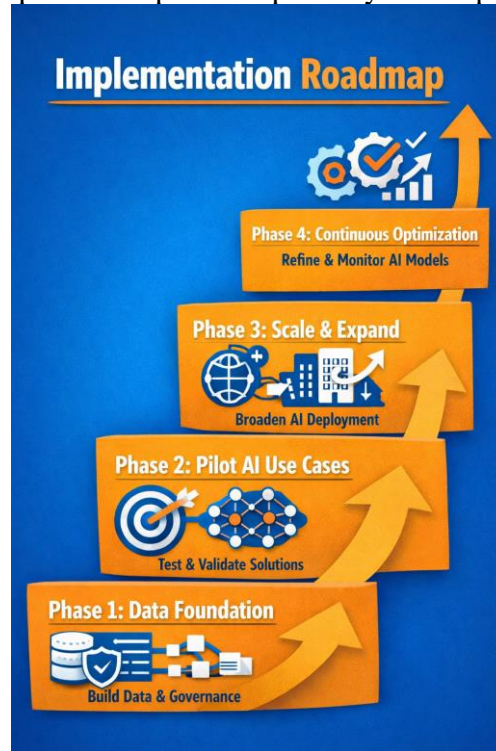 Implementation Roadmap
Phase 4: Continuous Optimization
Refine & Monitor AI Models
Phase 3: Scale & Expand
Broaden AI Deployment
Phase 2: Pilot AI Use Cases
Test & Validate Solutions
Phase 1: Data Foundation
Build Data & Governance